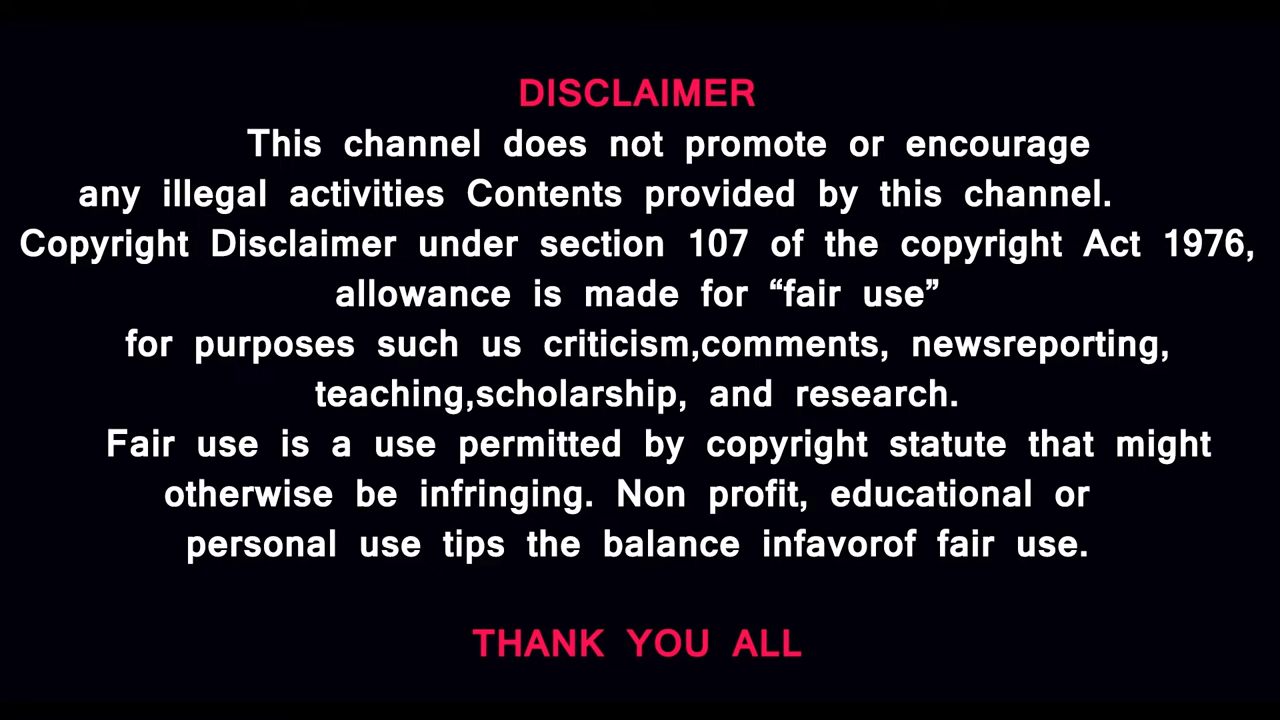 DISCLAIMER
This channel does not promote or encourage
any illegal activities Contents provided by this channel.
Copyright Disclaimer under section 107 of the copyright Act 1976,
allowance is made for “fair use”
for purposes such us criticism,comments, newsreporting,
teaching,scholarship, and research.
Fair use is a use permitted by copyright statute that might
otherwise be infringing. Non profit, educational or
personal use tips the balance infavorof fair use.
THANK YOU ALL